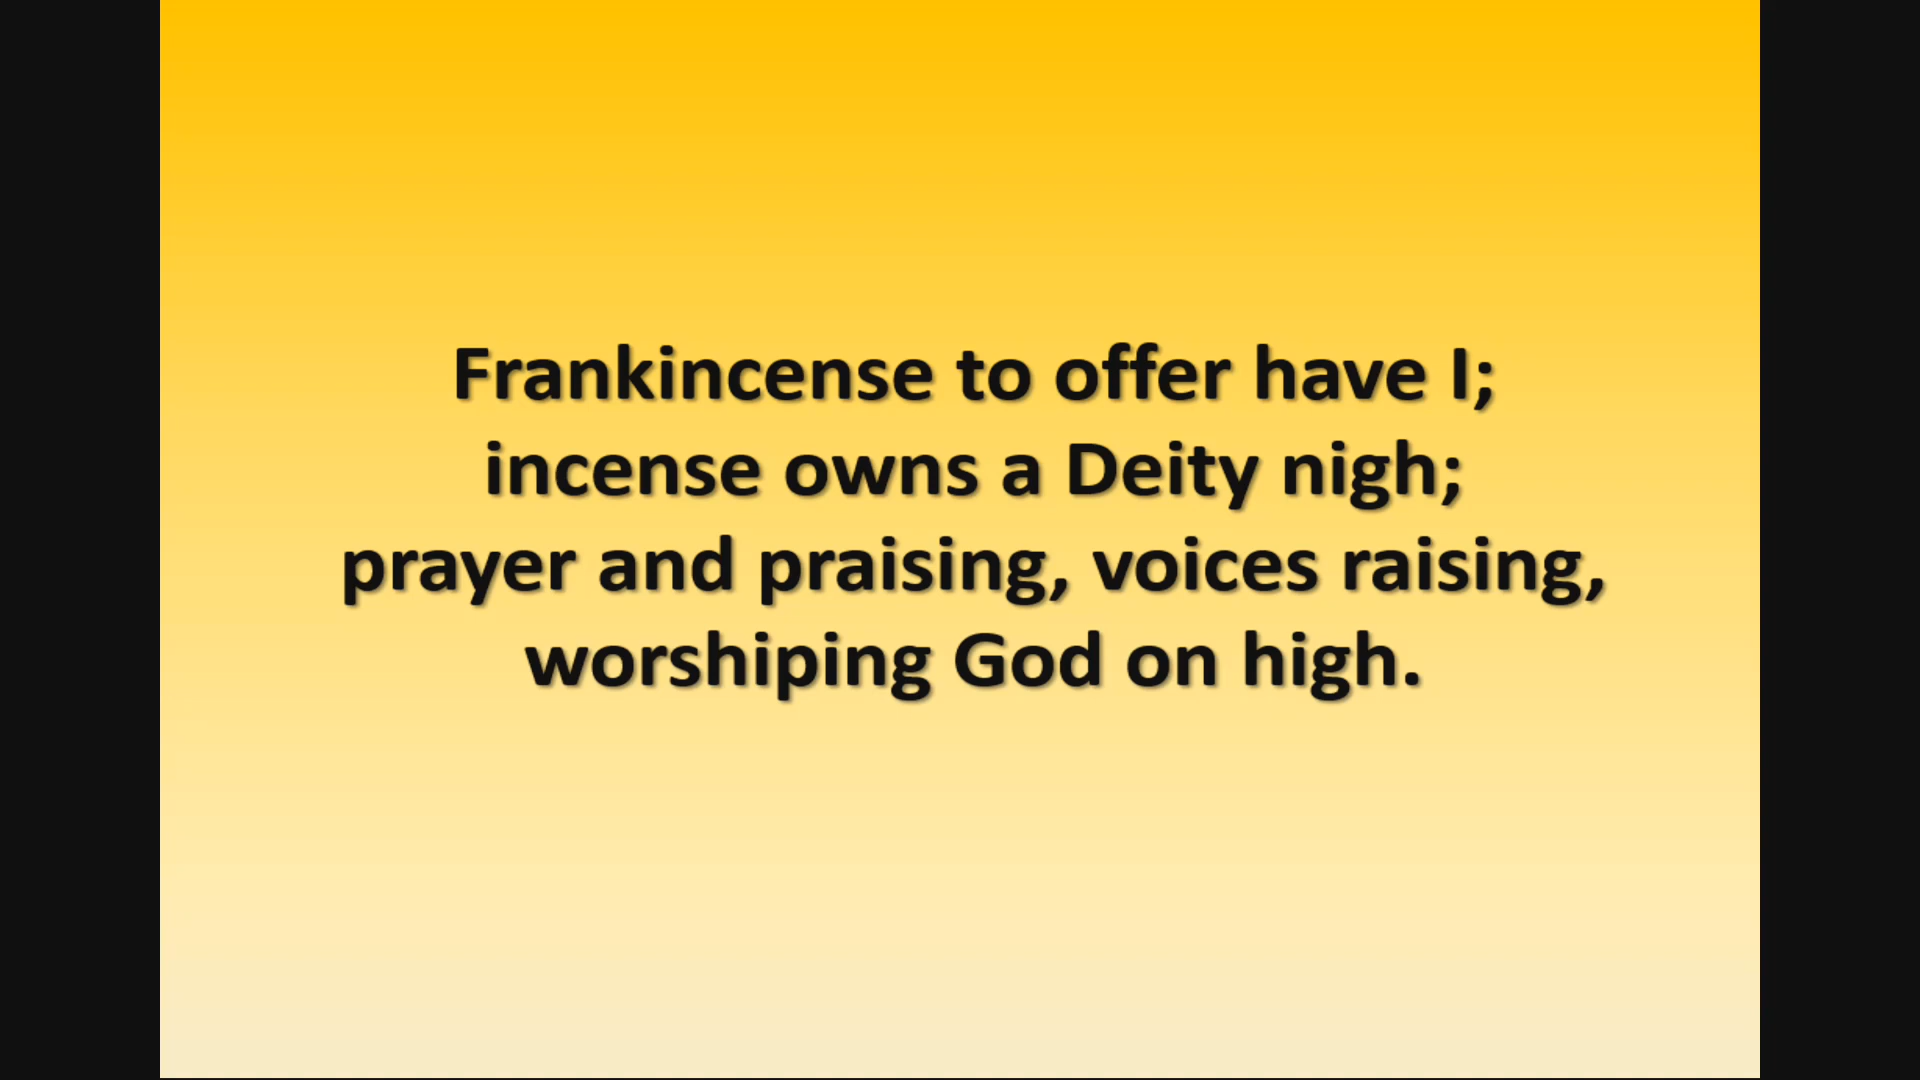 Frankincense to offer have I;
incense owns a Deity nigh;
prayer and praising, voices raising,
worshiping God on high.